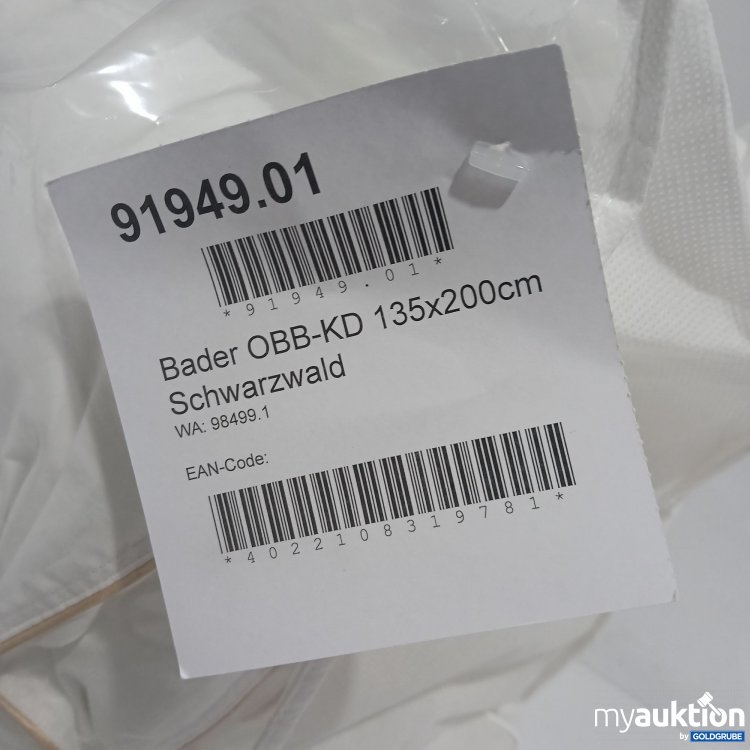 91949.01
*91949.01*
Bader OBB-KD 135x200cm
Schwarzwald
WA: 98499.1
EAN-Code:
*4022108319781*
myauktion
by GOLDGRUBE